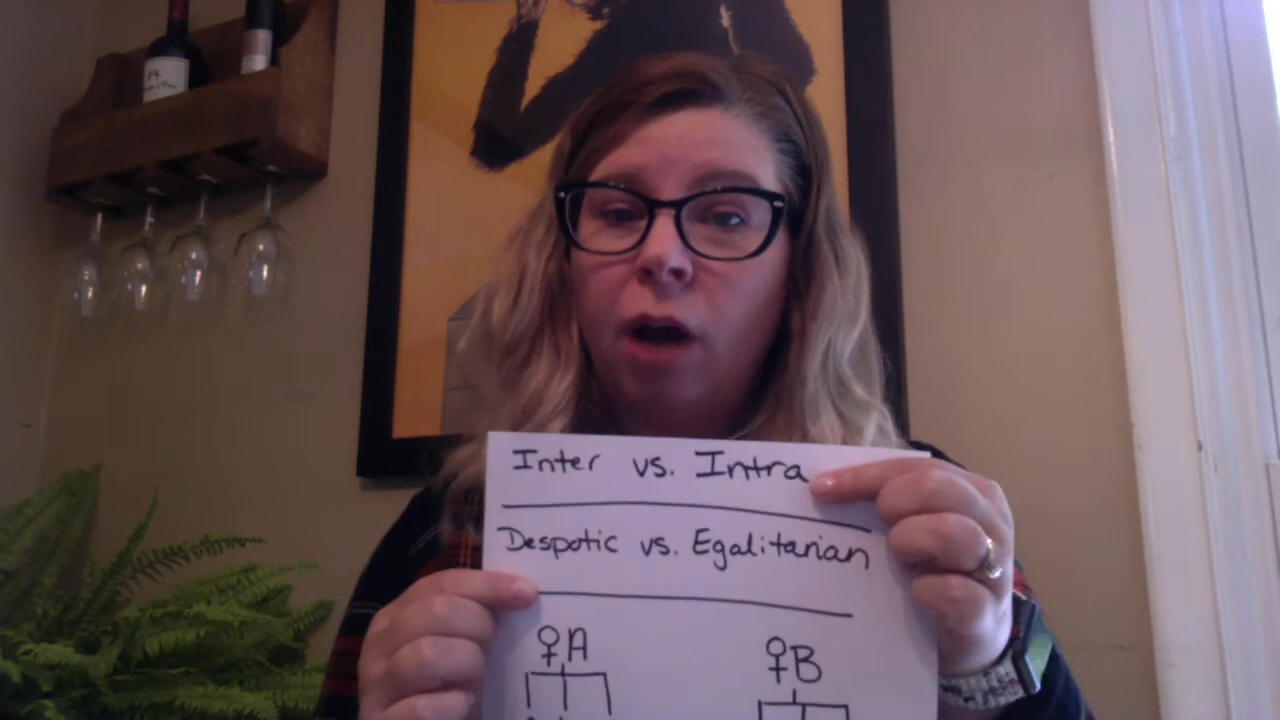 Inter vs. Intra
Despotic vs. Egalitarian
♀A ♀B